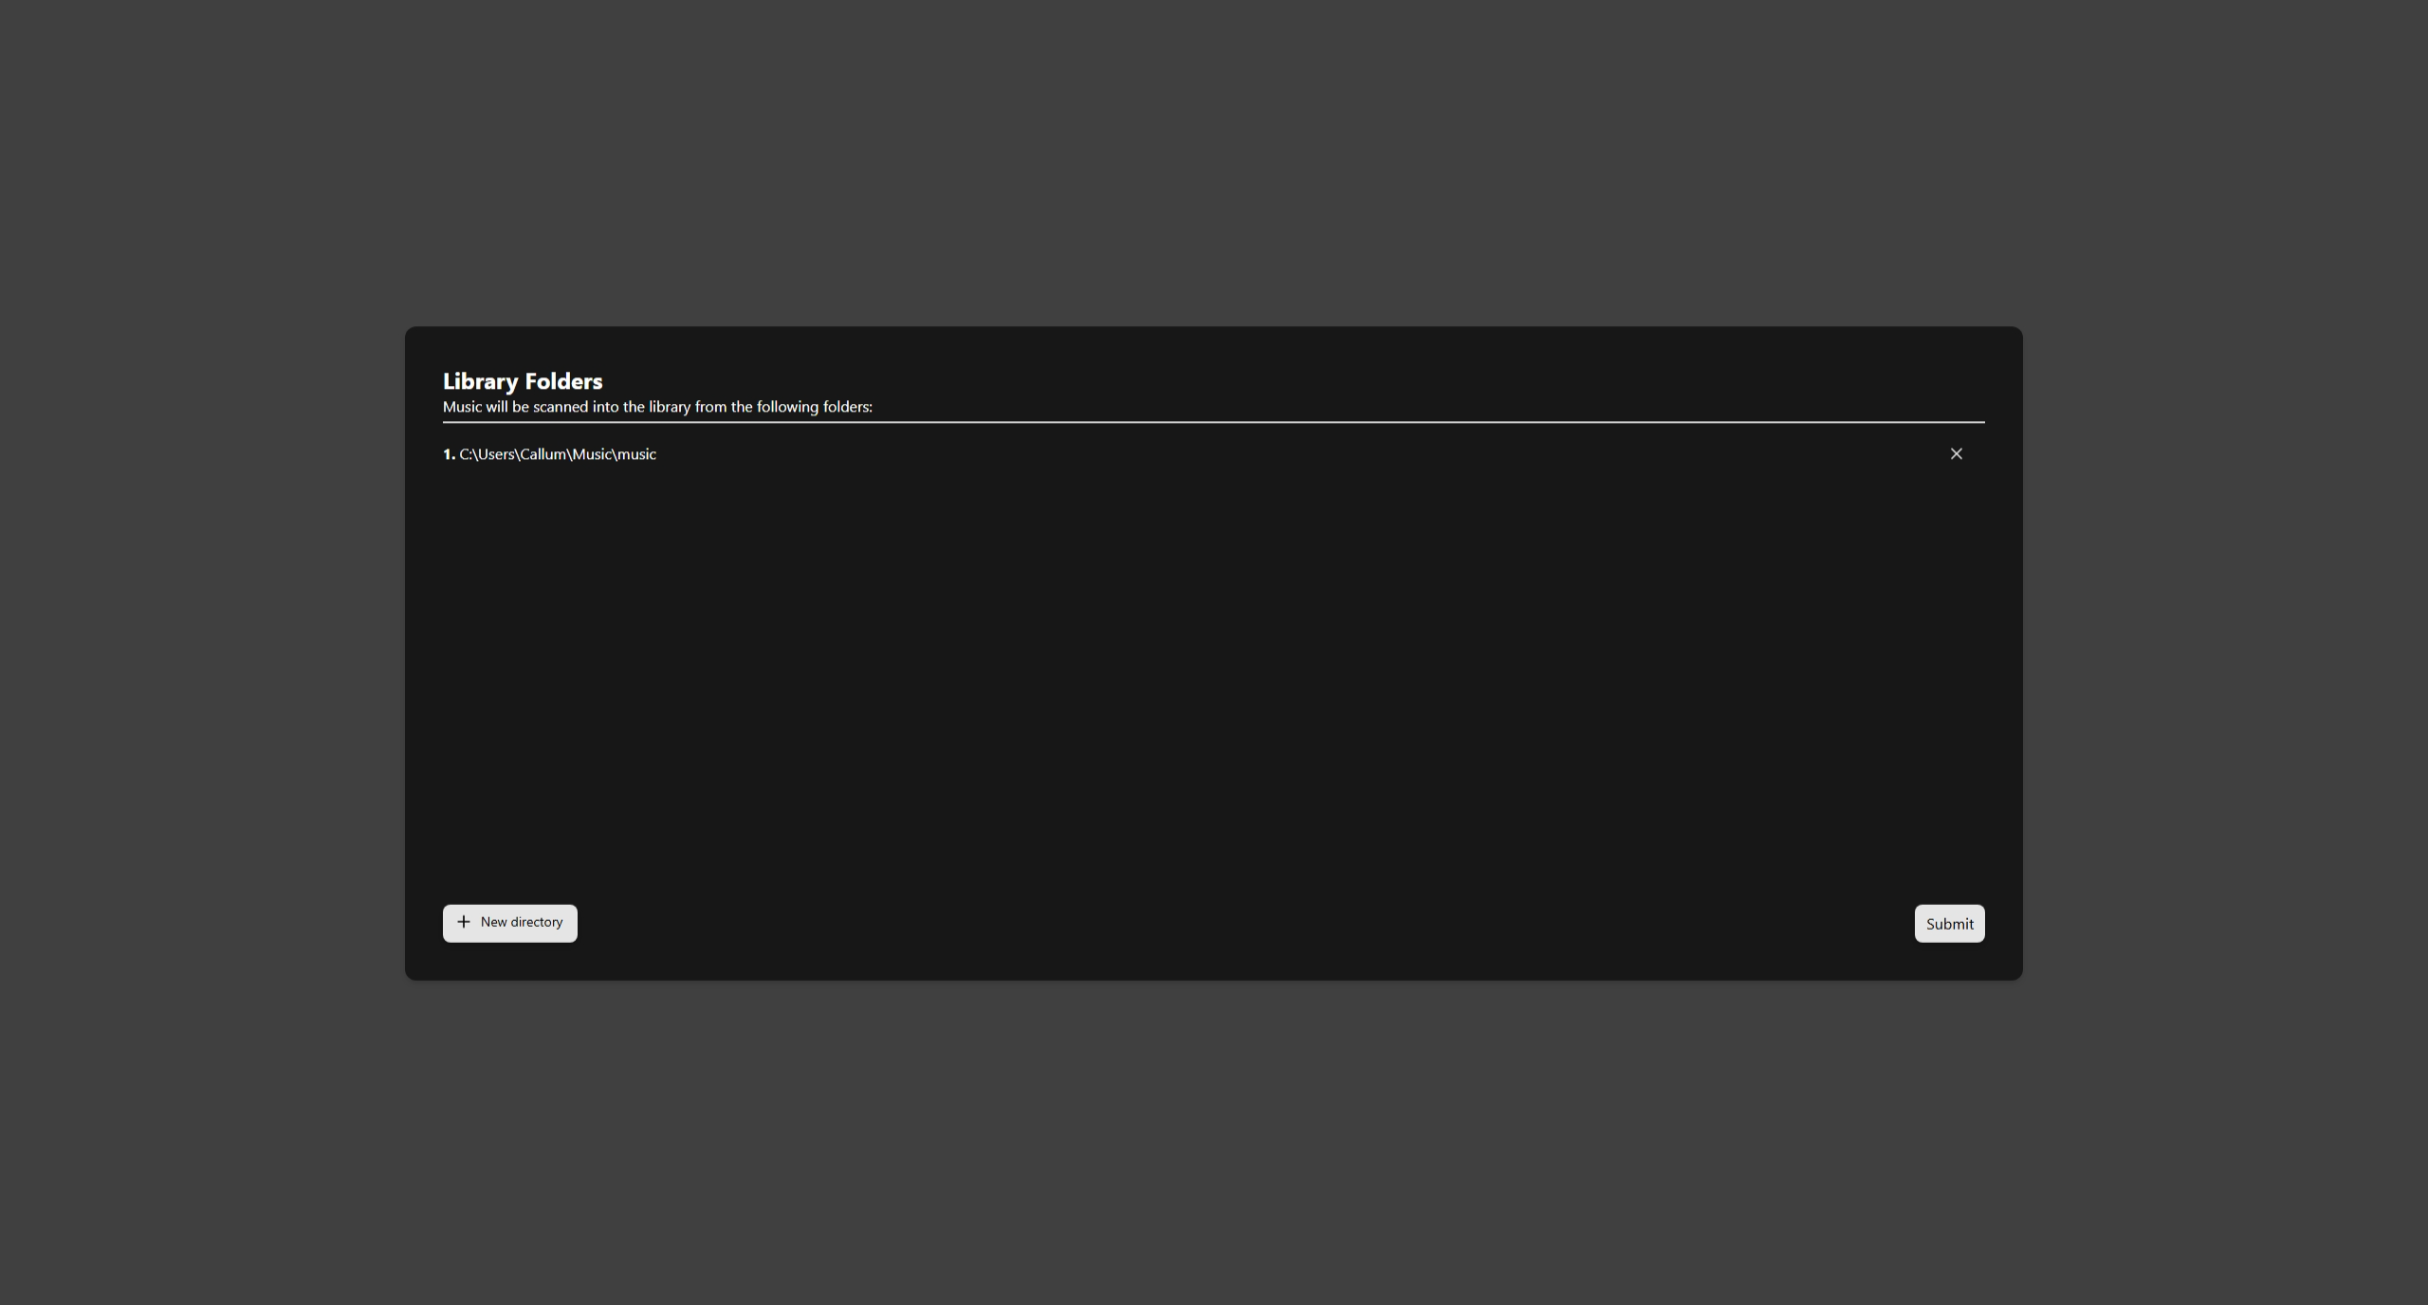 Library Folders
Music will be scanned into the library from the following folders:
1. C:\Users\Callum\Music\music
New directory
Submit